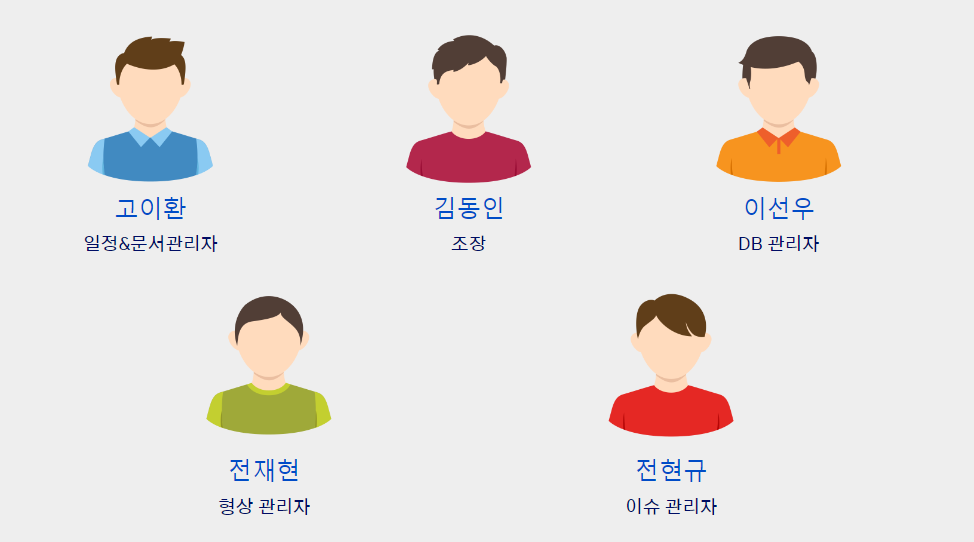 고이환
일정&문서관리자
김동인
조장
이선우
DB 관리자
전재현
형상 관리자
전현규
이슈 관리자